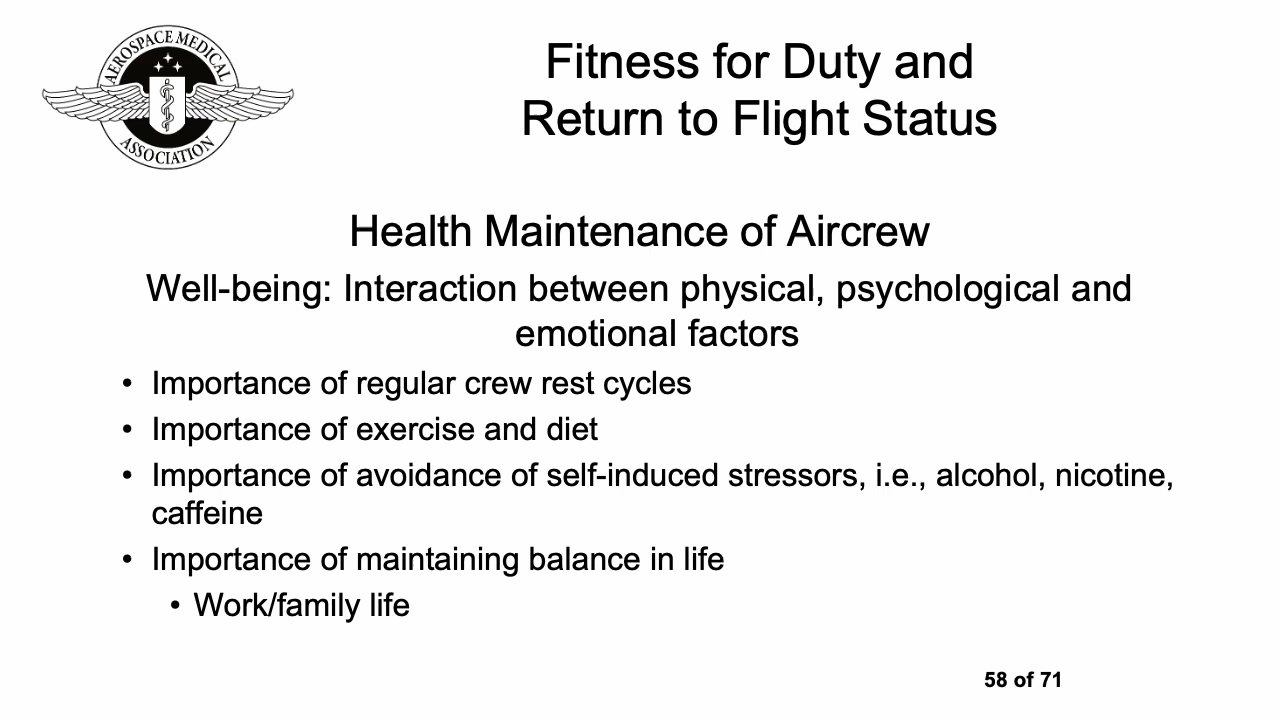 AEROSPACE MEDICAL
ASSOCIATION
Fitness for Duty and
Return to Flight Status
Health Maintenance of Aircrew
Well-being: Interaction between physical, psychological and
emotional factors
• Importance of regular crew rest cycles
• Importance of exercise and diet
• Importance of avoidance of self-induced stressors, i.e., alcohol, nicotine,
caffeine
• Importance of maintaining balance in life
• Work/family life
58 of 71